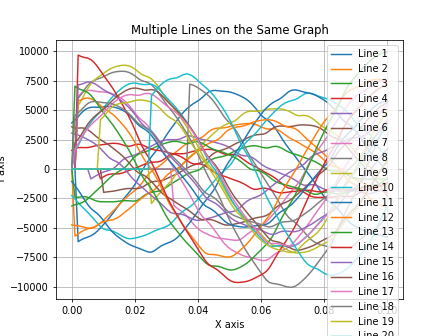 Multiple Lines on the Same Graph
10000
7500
5000
2500
0
−2500
−5000
−7500
−10000
0.00
0.02
0.04
0.06
0.08
X axis
axis
Line 1
Line 2
Line 3
Line 4
Line 5
Line 6
Line 7
Line 8
Line 9
Line 10
Line 11
Line 12
Line 13
Line 14
Line 15
Line 16
Line 17
Line 18
Line 19
Line 20